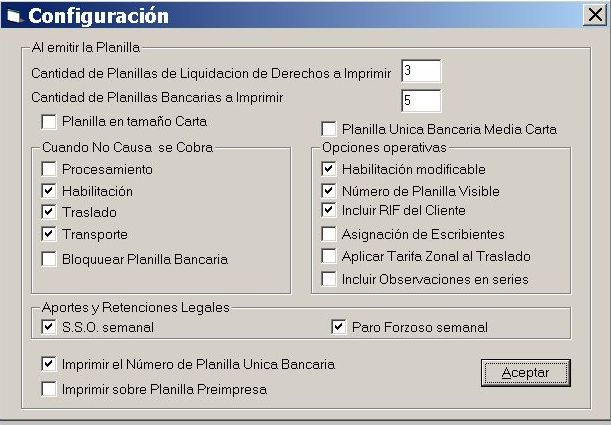 Configuración
Al emitir la Planilla
Cantidad de Planillas de Liquidacion de Derechos a Imprimir 3
Cantidad de Planillas Bancarias a Imprimir 5
Planilla en tamaño Carta
Planilla Unica Bancaria Media Carta
Cuando No Causa se Cobra
Procesamiento
Habilitación
Traslado
Transporte
Bloquuear Planilla Bancaria
Opciones operativas
Habilitación modificable
Número de Planilla Visible
Incluir RIF del Cliente
Asignación de Escribientes
Aplicar Tarifa Zonal al Traslado
Incluir Observaciones en series
Aportes y Retenciones Legales
S.S.O. semanal
Paro Forzoso semanal
Imprimir el Número de Planilla Unica Bancaria
Imprimir sobre Planilla Preimpresa
Aceptar